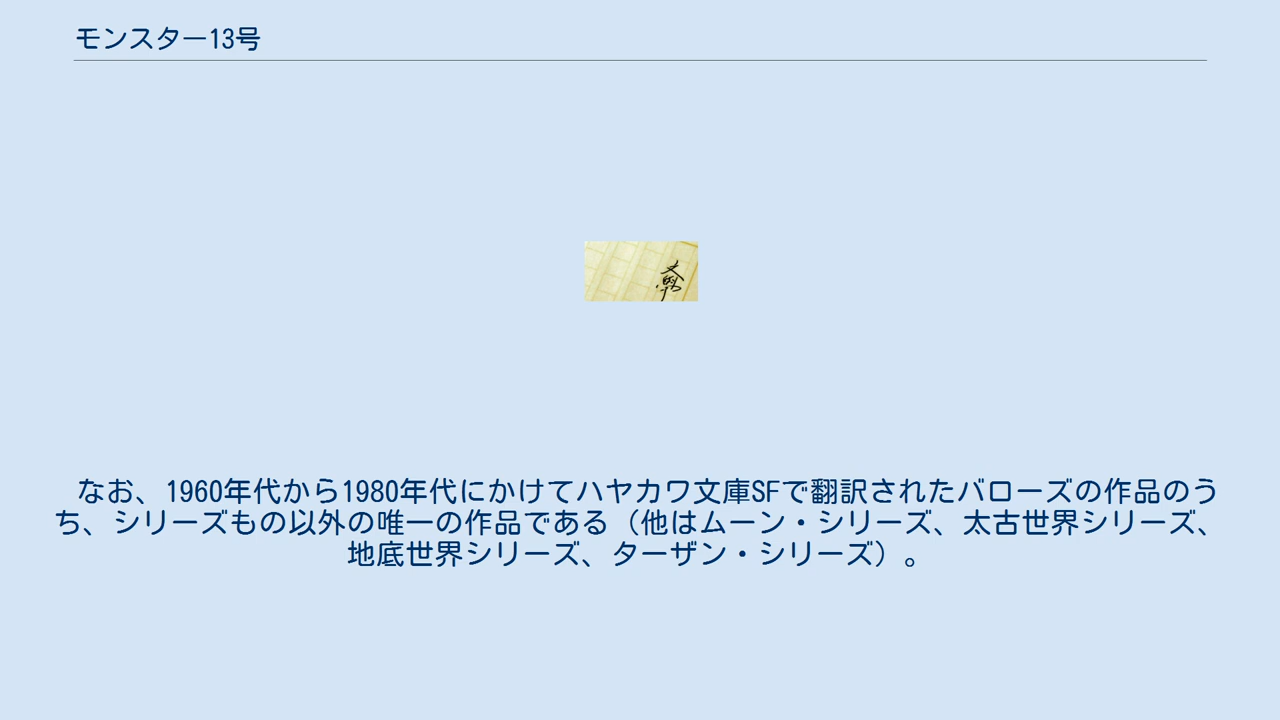 モンスター13号
なお、1960年代から1980年代にかけてハヤカワ文庫SFで翻訳されたバローズの作品のう
ち、シリーズもの以外の唯一の作品である（他はムーン・シリーズ、太古世界シリーズ、
地底世界シリーズ、ターザン・シリーズ）。